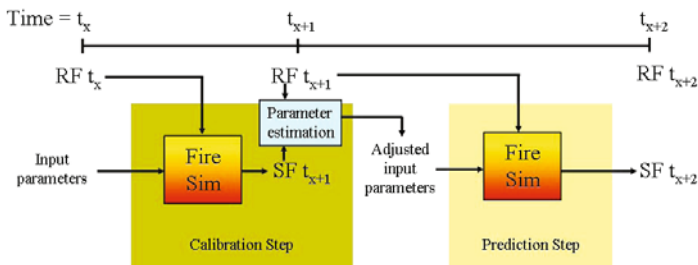 Time = tx tx+1 tx+2
RF tx RF tx+1 RF tx+2
Parameter
estimation
Input
parameters
Fire
Sim
SF tx+1
Adjusted
input
parameters
Fire
Sim
SF tx+2
Calibration Step
Prediction Step